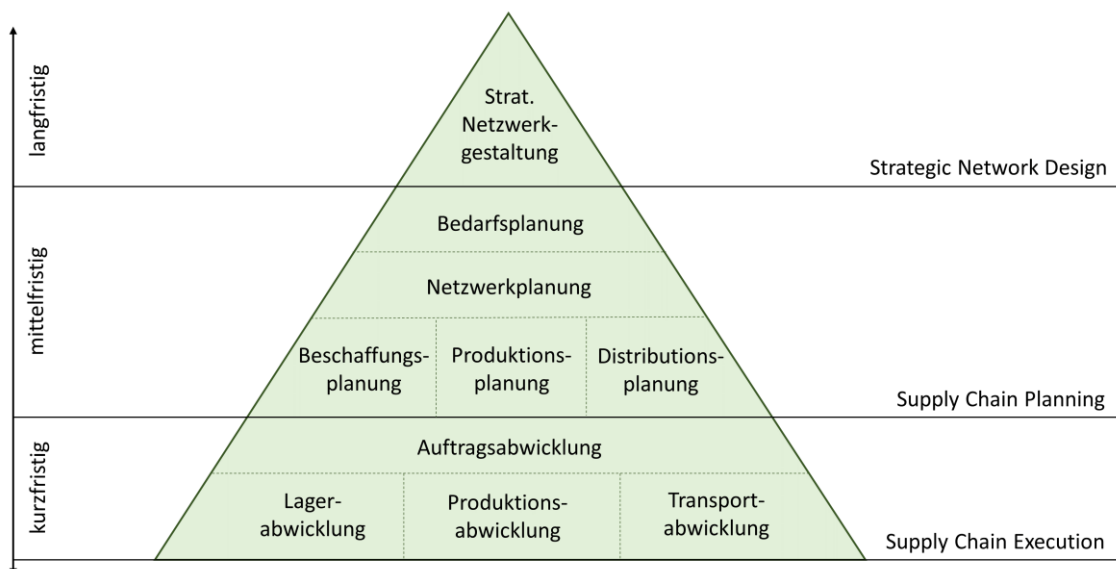 langfristig
Strat.
Netzwerk-
gestaltung
Strategic Network Design
mittelfristig
Bedarfsplanung
Netzwerkplanung
Beschaffungs-
planung
Produktions-
planung
Distributions-
planung
Supply Chain Planning
kurzfristig
Auftragsabwicklung
Lager-
abwicklung
Produktions-
abwicklung
Transport-
abwicklung
Supply Chain Execution